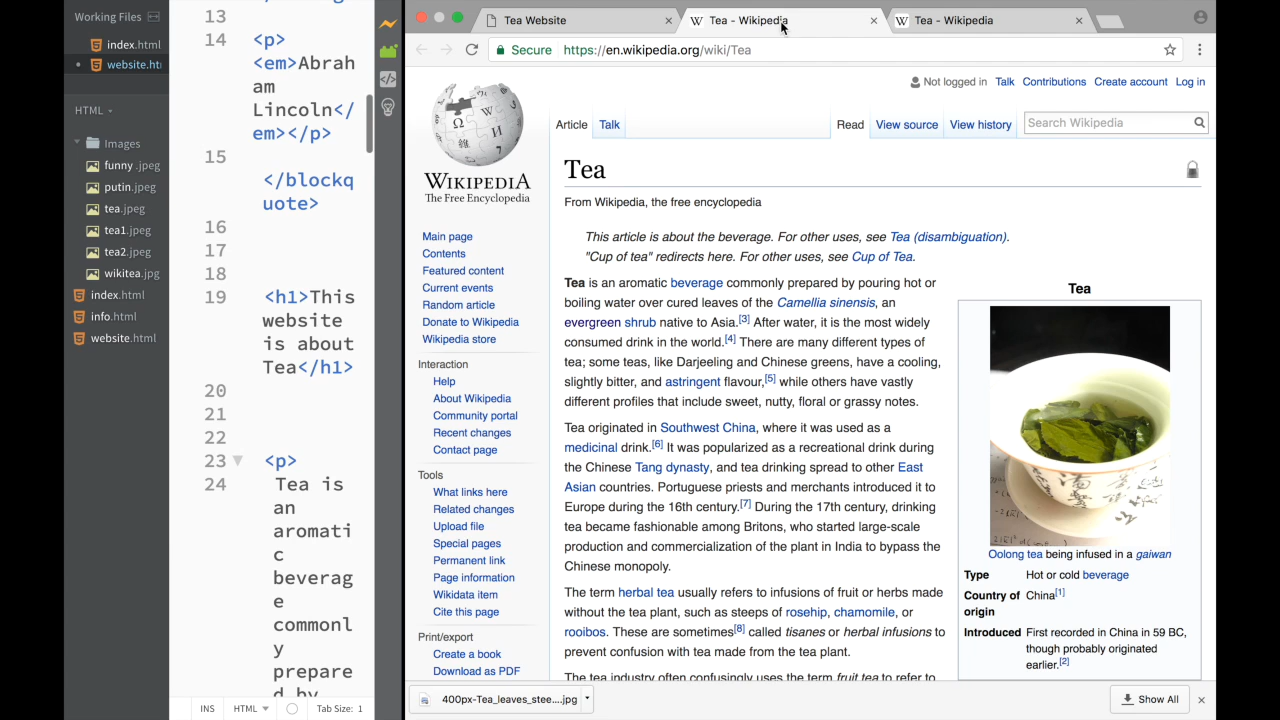 Working Files
index.html
website.htr
HTML
Images
funny .jpeg
putin.jpeg
tea.jpeg
tea1.jpeg
tea2.jpeg
wikitea.jpg
index.html
info.html
website.html
13
14 <p>
<em>Abrah
am
Lincoln</
em></p>
15
</blockq
uote>
16
17
18
19 <h1>This
website
is about
Tea</h1>
20
21
22
23 <p>
24 Tea is
an
aromati
c
beverag
e
commonl
y
prepare
d by
INS HTML Tab Size: 1
Tea Website
Tea - Wikipedia
Tea - Wikipedia
Secure https://en.wikipedia.org/wiki/Tea
Not logged in Talk Contributions Create account Log in
Article Talk Read View source View history Search Wikipedia
WIKIPEDIA
The Free Encyclopedia
Main page
Contents
Featured content
Current events
Random article
Donate to Wikipedia
Wikipedia store
Interaction
Help
About Wikipedia
Community portal
Recent changes
Contact page
Tools
What links here
Related changes
Upload file
Special pages
Permanent link
Page information
Wikidata item
Cite this page
Print/export
Create a book
Download as PDF
Tea
From Wikipedia, the free encyclopedia
This article is about the beverage. For other uses, see Tea (disambiguation).
"Cup of tea" redirects here. For other uses, see Cup of Tea.
Tea is an aromatic beverage commonly prepared by pouring hot or
boiling water over cured leaves of the Camellia sinensis, an
evergreen shrub native to Asia.[3] After water, it is the most widely
consumed drink in the world.[4] There are many different types of
tea; some teas, like Darjeeling and Chinese greens, have a cooling,
slightly bitter, and astringent flavour,[5] while others have vastly
different profiles that include sweet, nutty, floral or grassy notes.
Tea originated in Southwest China, where it was used as a
medicinal drink.[6] It was popularized as a recreational drink during
the Chinese Tang dynasty, and tea drinking spread to other East
Asian countries. Portuguese priests and merchants introduced it to
Europe during the 16th century.[7] During the 17th century, drinking
tea became fashionable among Britons, who started large-scale
production and commercialization of the plant in India to bypass the
Chinese monopoly.
The term herbal tea usually refers to infusions of fruit or herbs made
without the tea plant, such as steeps of rosehip, chamomile, or
rooibos. These are sometimes[8] called tisanes or herbal infusions to
prevent confusion with tea made from the tea plant.
The tea industry often confusingly uses the term fruit tea to refer to
Tea
Oolong tea being infused in a gaiwan
Type Hot or cold beverage
Country of China[1]
origin
Introduced First recorded in China in 59 BC,
though probably originated
earlier.[2]
400px-Tea_leaves_stee....jpg
Show All